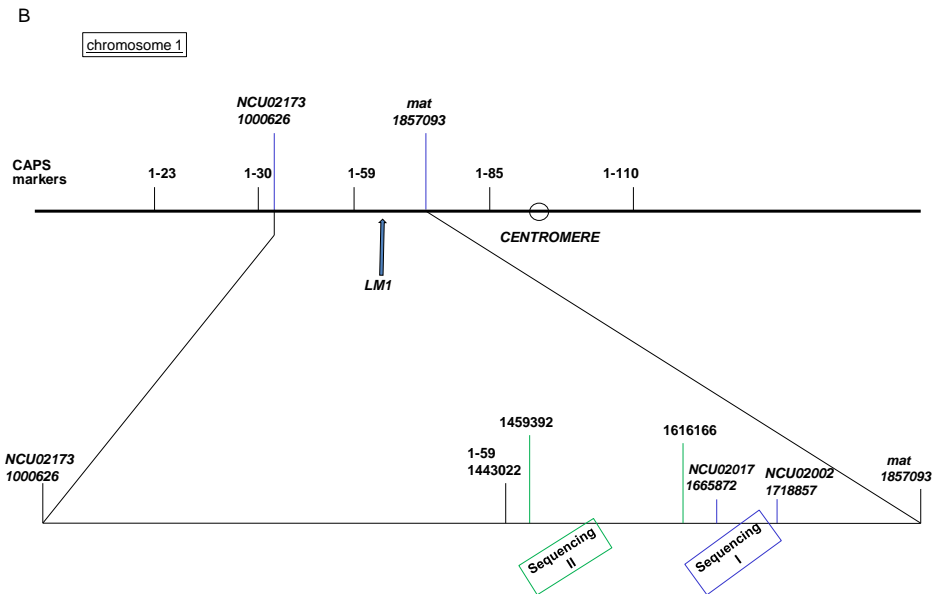 B
chromosome 1
NCU02173
1000626
mat
1857093
CAPS
markers
1-23
1-30
1-59
1-85
1-110
CENTROMERE
LM1
NCU02173
1000626
1-59
1443022
1459392
1616166
NCU02017
1665872
NCU02002
1718857
mat
1857093
Sequencing
II
Sequencing
I